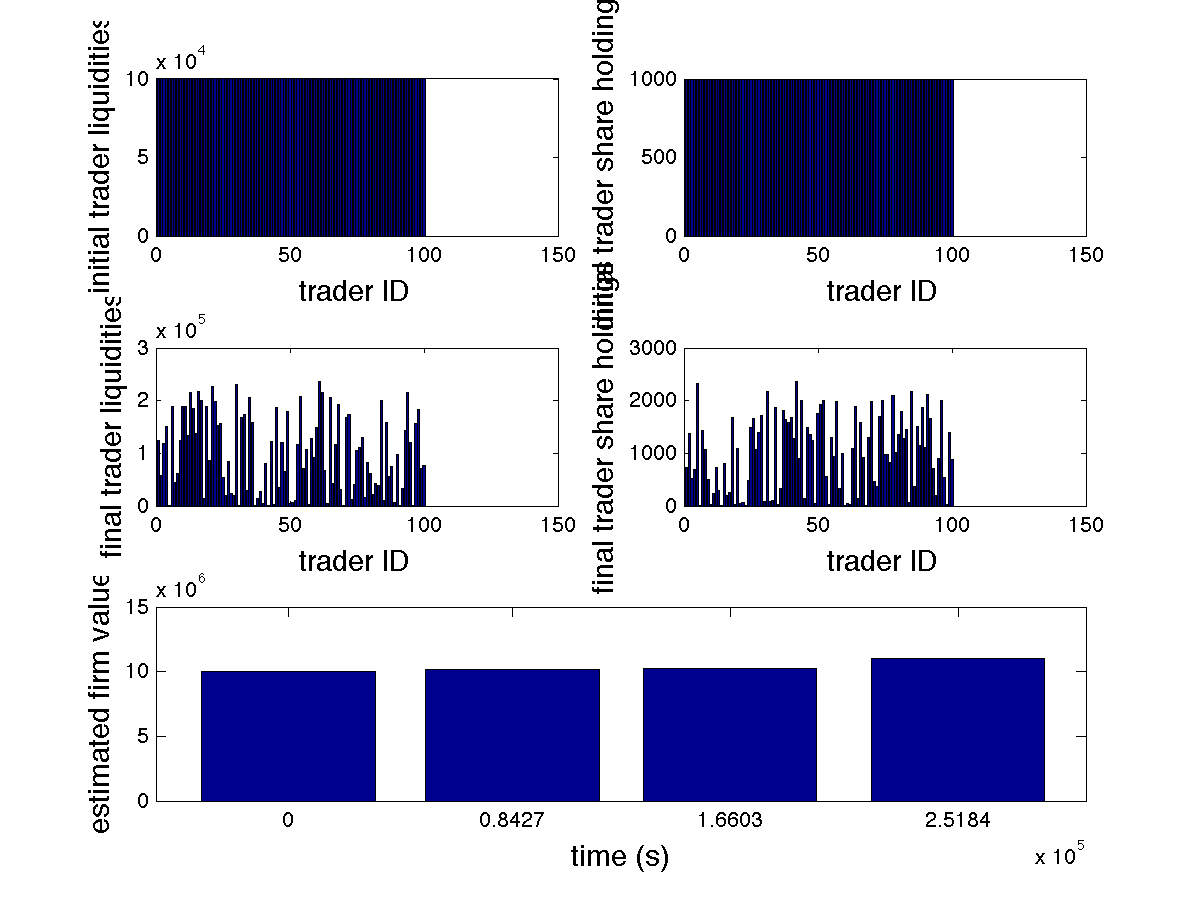 initial trader liquidities
x 10^4
10
5
0
0 50 100 150
trader ID
initial trader share holdings
1000
500
0
0 50 100 150
trader ID
final trader liquidities
x 10^5
3
2
1
0
0 50 100 150
trader ID
final trader share holdings
3000
2000
1000
0
0 50 100 150
trader ID
estimated firm value
x 10^6
15
10
5
0
0 0.8427 1.6603 2.5184
time (s)
x 10^5